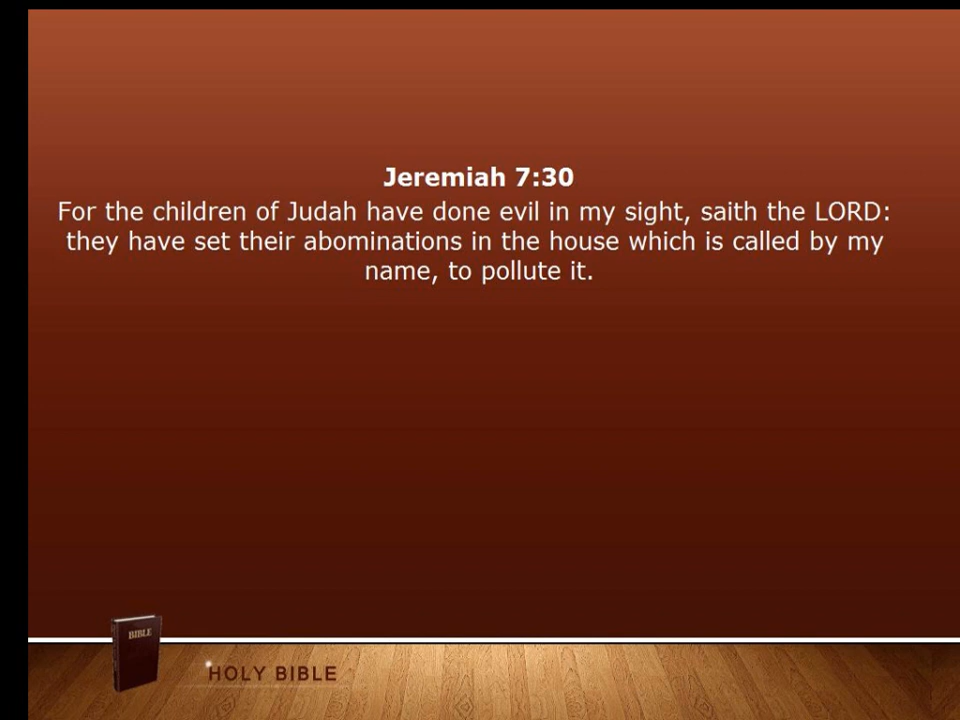 Jeremiah 7:30
For the children of Judah have done evil in my sight, saith the LORD:
they have set their abominations in the house which is called by my
name, to pollute it.
BIBLE
HOLY BIBLE